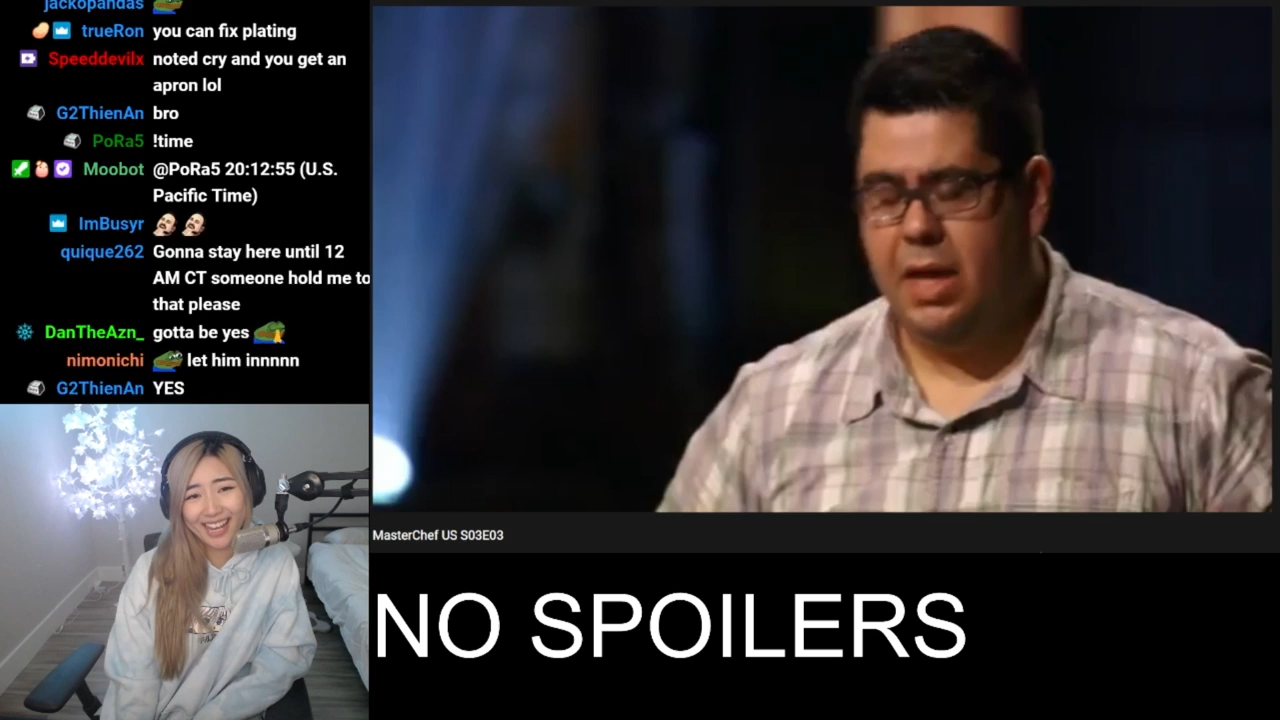 jackopandas
trueRon you can fix plating
Speeddevilx noted cry and you get an
apron lol
G2ThienAn bro
PoRa5 !time
Moobot @PoRa5 20:12:55 (U.S.
Pacific Time)
ImBusyr
quique262 Gonna stay here until 12
AM CT someone hold me to
that please
DanTheAzn_ gotta be yes
nimonichi let him innnnn
G2ThienAn YES
MasterChef US S03E03
NO SPOILERS